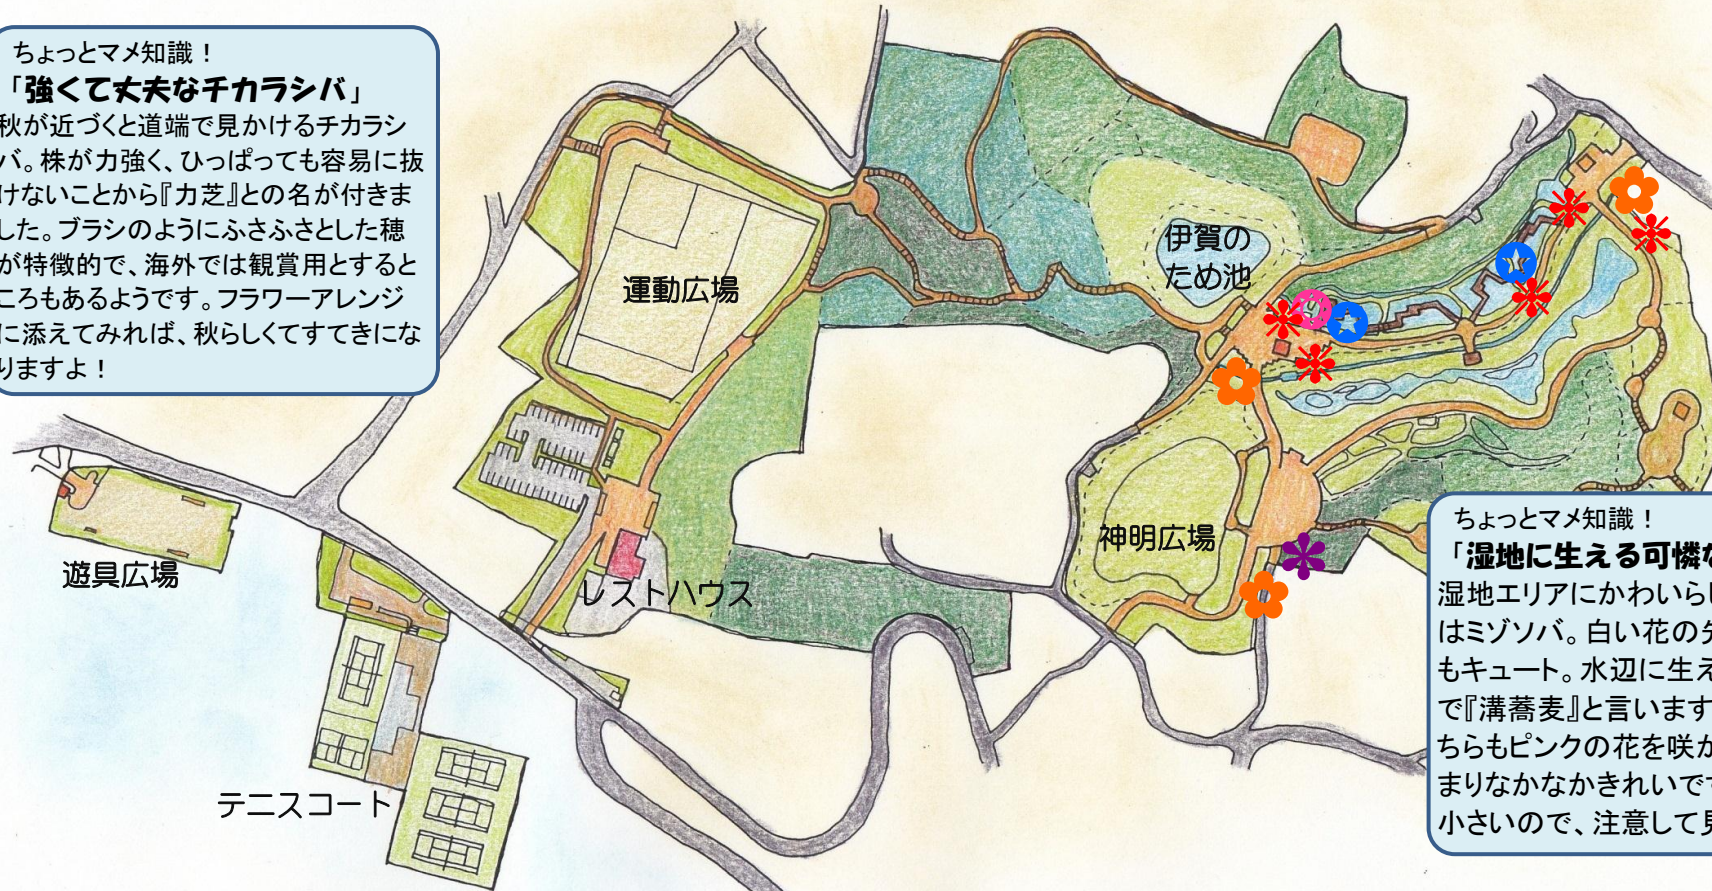 ちょっとマメ知識！
「強くて丈夫なチカラシバ」
秋が近づくと道端で見かけるチカラシ
バ。株が力強く、ひっぱっても容易に抜
けないことから『力芝』との名が付きま
した。ブラシのようにふさふさとした穂
が特徴的で、海外では観賞用とすると
ころもあるようです。フラワーアレンジ
に添えてみれば、秋らしくてすてきにな
りますよ！
伊賀の
ため池
運動広場
神明広場
遊具広場
レストハウス
テニスコート
ちょっとマメ知識！
「湿地に生える可憐な
湿地エリアにかわいらし
はミゾソバ。白い花の先
もキュート。水辺に生え
で『溝蕎麦』と言います
ちらもピンクの花を咲か
まりなかなかきれいです
小さいので、注意して見